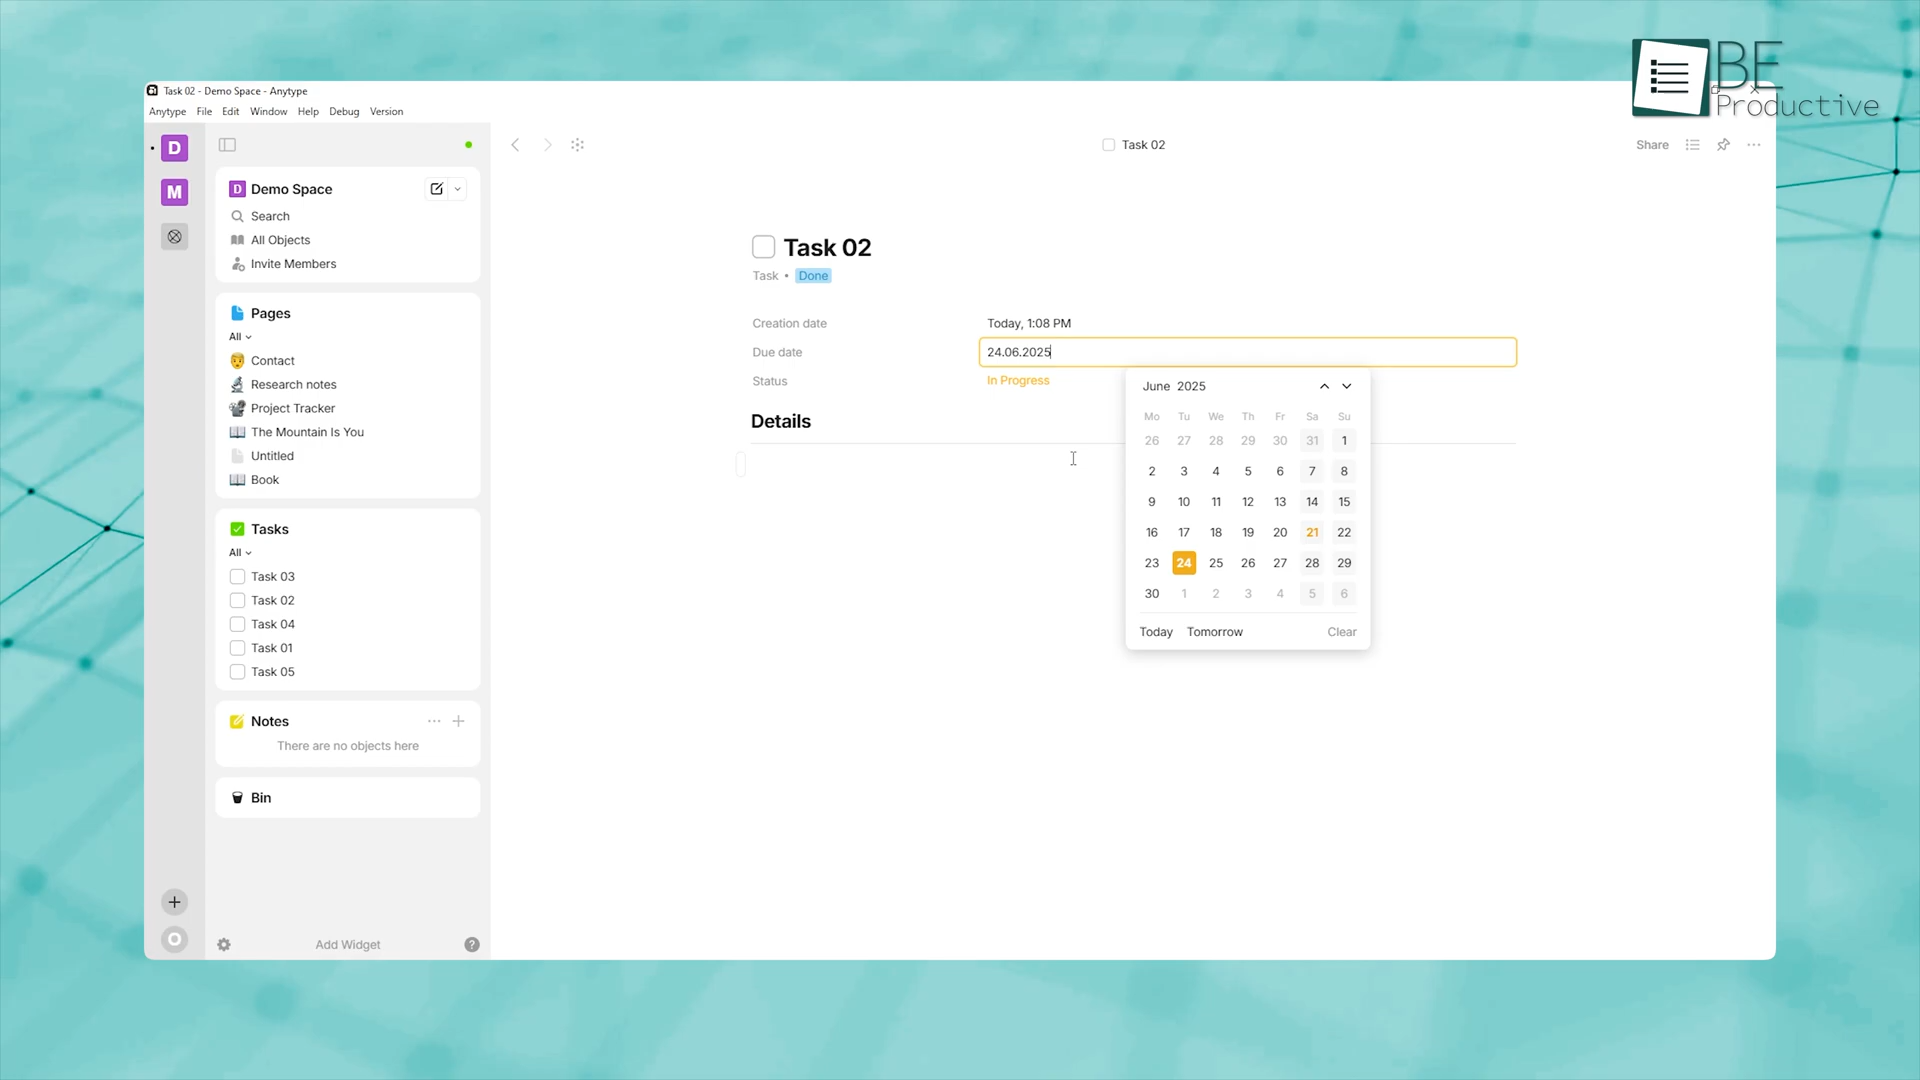 BE
Productive
Task 02 - Demo Space - Anytype
Anytype File Edit Window Help Debug Version
D
M
D Demo Space
Search
All Objects
Invite Members
Pages
All
Contact
Research notes
Project Tracker
The Mountain Is You
Untitled
Book
Tasks
All
Task 03
Task 02
Task 04
Task 01
Task 05
Notes
There are no objects here
Bin
O
Add Widget
?
Task 02
Share
Task 02
Task • Done
Creation date Today, 1:08 PM
Due date 24.06.2025
Status In Progress
Details
June 2025
Mo Tu We Th Fr Sa Su
26 27 28 29 30 31 1
2 3 4 5 6 7 8
9 10 11 12 13 14 15
16 17 18 19 20 21 22
23 24 25 26 27 28 29
30 1 2 3 4 5 6
Today Tomorrow Clear